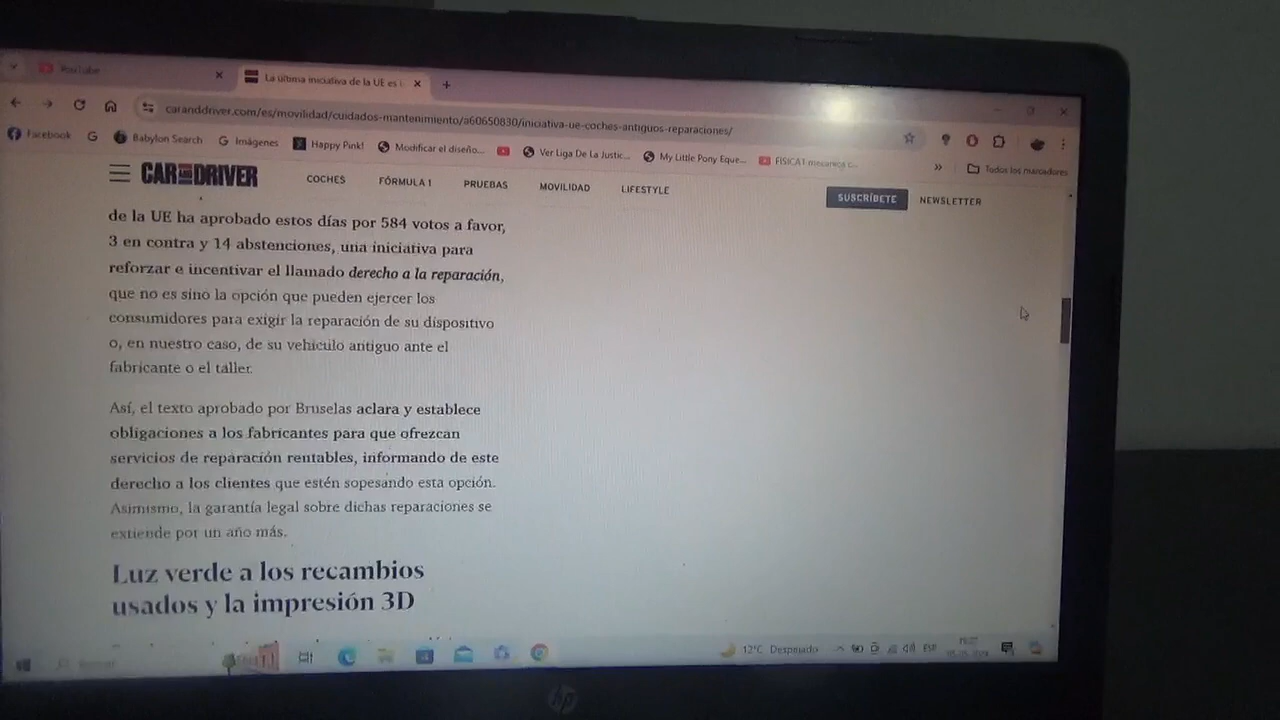 YouTube
La última iniciativa de la UE es
caranddriver.com/es/movilidad/cuidados-mantenimiento/a60650830/iniciativa-ue-coches-antiguos-reparaciones/
Facebook
Babylon Search
Imágenes
Happy Pink!
Modificar el diseño...
Ver Liga De La Justic...
My Little Pony Eque...
FISICA1 mecanica c...
»
Todos los marcadores
CAR AND DRIVER
COCHES
FÓRMULA 1
PRUEBAS
MOVILIDAD
LIFESTYLE
SUSCRÍBETE
NEWSLETTER
de la UE ha aprobado estos días por 584 votos a favor,
3 en contra y 14 abstenciones, una iniciativa para
reforzar e incentivar el llamado derecho a la reparación,
que no es sino la opción que pueden ejercer los
consumidores para exigir la reparación de su dispositivo
o, en nuestro caso, de su vehículo antiguo ante el
fabricante o el taller.
Así, el texto aprobado por Bruselas aclara y establece
obligaciones a los fabricantes para que ofrezcan
servicios de reparación rentables, informando de este
derecho a los clientes que estén sopesando esta opción.
Asimismo, la garantía legal sobre dichas reparaciones se
extiende por un año más.
Luz verde a los recambios
usados y la impresión 3D
12°C Despejado
ESP
hp